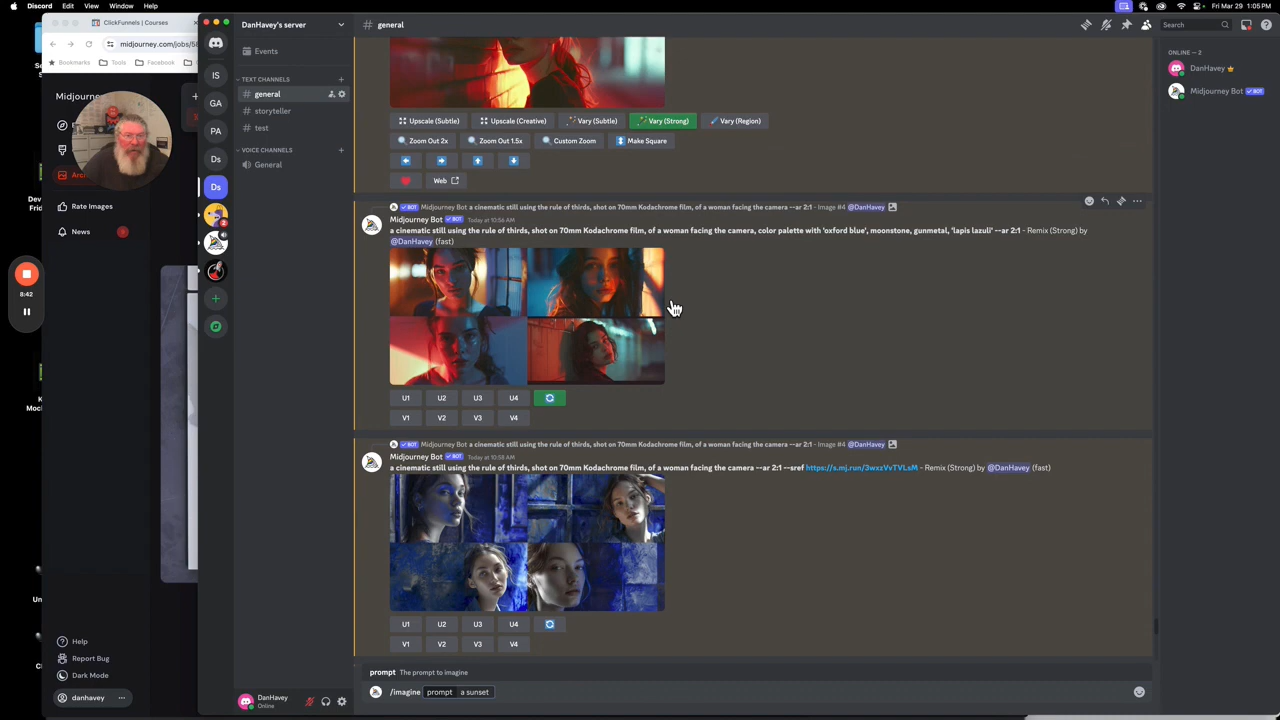 Discord Edit View Window Help
Fri Mar 29 1:05 PM
ClickFunnels | Courses
midjourney.com/jobs/5
Bookmarks Tools Facebook
Midjourney
Rate Images
News
8:42
Help
Report Bug
Dark Mode
danhavey
IS
GA
PA
Ds
Ds
DanHavey's server
Events
TEXT CHANNELS
general
storyteller
test
VOICE CHANNELS
General
DanHavey
Online
general
Search
Upscale (Subtle) Upscale (Creative) Vary (Subtle) Vary (Strong) Vary (Region)
Zoom Out 2x Zoom Out 1.5x Custom Zoom Make Square
Web
BOT Midjourney Bot a cinematic still using the rule of thirds, shot on 70mm Kodachrome film, of a woman facing the camera --ar 2:1 - Image #4 @DanHavey
Midjourney Bot BOT Today at 10:56 AM
a cinematic still using the rule of thirds, shot on 70mm Kodachrome film, of a woman facing the camera, color palette with 'oxford blue', moonstone, gunmetal, 'lapis lazuli' --ar 2:1 - Remix (Strong) by
@DanHavey (fast)
U1 U2 U3 U4
V1 V2 V3 V4
BOT Midjourney Bot a cinematic still using the rule of thirds, shot on 70mm Kodachrome film, of a woman facing the camera --ar 2:1 - Image #4 @DanHavey
Midjourney Bot BOT Today at 10:58 AM
a cinematic still using the rule of thirds, shot on 70mm Kodachrome film, of a woman facing the camera --ar 2:1 --sref https://s.mj.run/3wxzVvTVLsM - Remix (Strong) by @DanHavey (fast)
U1 U2 U3 U4
V1 V2 V3 V4
prompt The prompt to imagine
/imagine prompt a sunset
ONLINE — 2
DanHavey
Midjourney Bot BOT